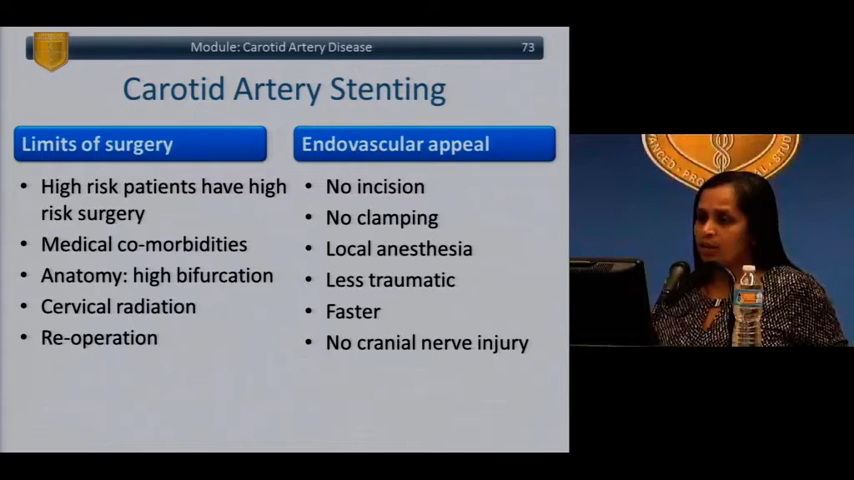 Module: Carotid Artery Disease 73
Carotid Artery Stenting
Limits of surgery
• High risk patients have high
risk surgery
• Medical co-morbidities
• Anatomy: high bifurcation
• Cervical radiation
• Re-operation
Endovascular appeal
• No incision
• No clamping
• Local anesthesia
• Less traumatic
• Faster
• No cranial nerve injury